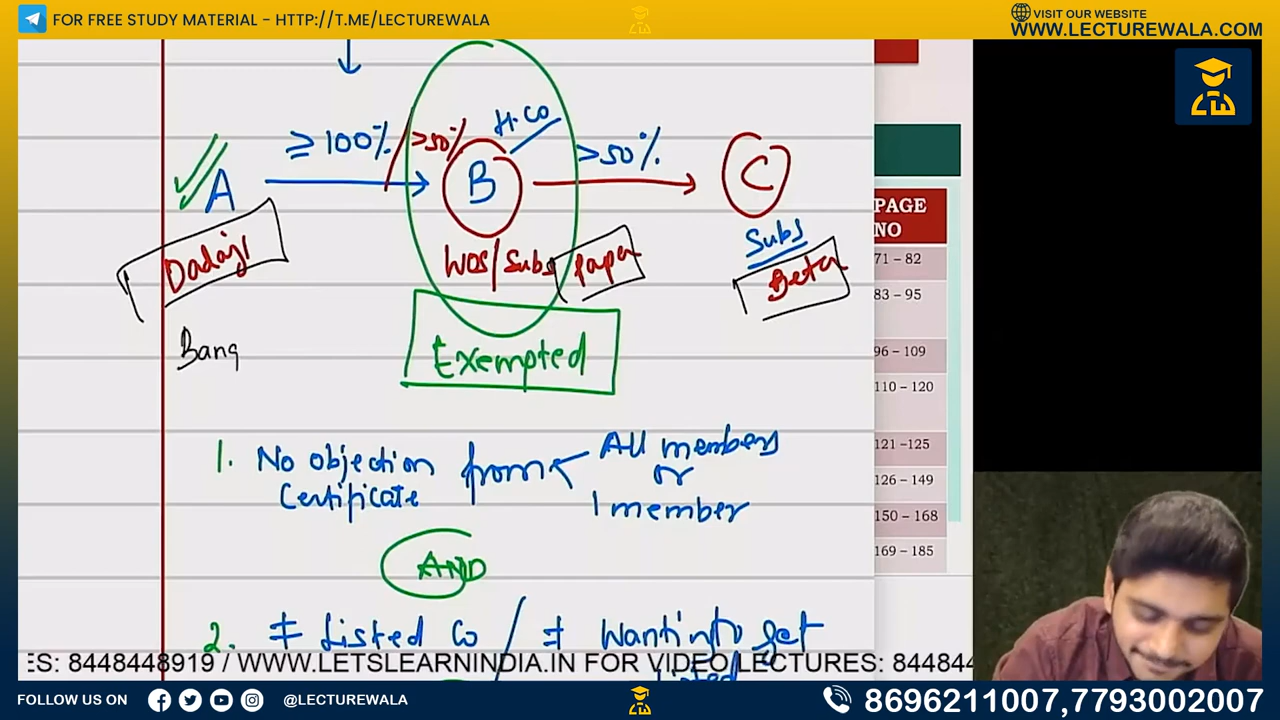 FOR FREE STUDY MATERIAL - HTTP://T.ME/LECTUREWALA
VISIT OUR WEBSITE
WWW.LECTUREWALA.COM
H.Co
≥ 100% / >50%
>50%
A
B
C
Dadaji
WOS/Subs
Papa
Subs
Beta
Bang
Exempted
PAGE
NO
71 – 82
83 – 95
96 – 109
110 – 120
121 –125
126 – 149
150 – 168
169 – 185
1. No objection from All members
Certificate or
1 member
AND
2. ≠ Listed Co / ≠ Wantinto get
Listed
ES: 8448448919 / WWW.LETSLEARNINDIA.IN FOR VIDEO LECTURES: 84484
FOLLOW US ON
@LECTUREWALA
8696211007,7793002007